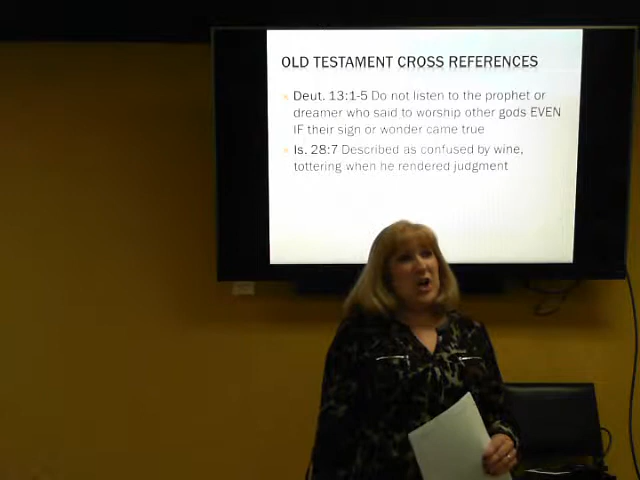 OLD TESTAMENT CROSS REFERENCES
Deut. 13:1-5 Do not listen to the prophet or
dreamer who said to worship other gods EVEN
IF their sign or wonder came true
Is. 28:7 Described as confused by wine,
tottering when he rendered judgment